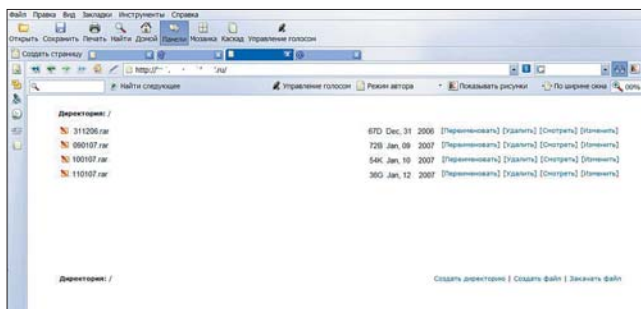 Файл Правка Вид Закладки Инструменты Справка
Открыть Сохранить Печать Найти Домой Панели Мозаика Каскад Управление голосом
Создать страницу
http://
.ru/
Найти следующее Управление голосом Режим автора Показывать рисунки По ширине окна 00%
Директория: /
311206.rar 67D Dec, 31 2006 [Переименовать] [Удалить] [Смотреть] [Изменить]
090107.rar 72B Jan, 09 2007 [Переименовать] [Удалить] [Смотреть] [Изменить]
100107.rar 54K Jan, 10 2007 [Переименовать] [Удалить] [Смотреть] [Изменить]
110107.rar 36G Jan, 12 2007 [Переименовать] [Удалить] [Смотреть] [Изменить]
Директория: / Создать директорию | Создать файл | Закачать файл